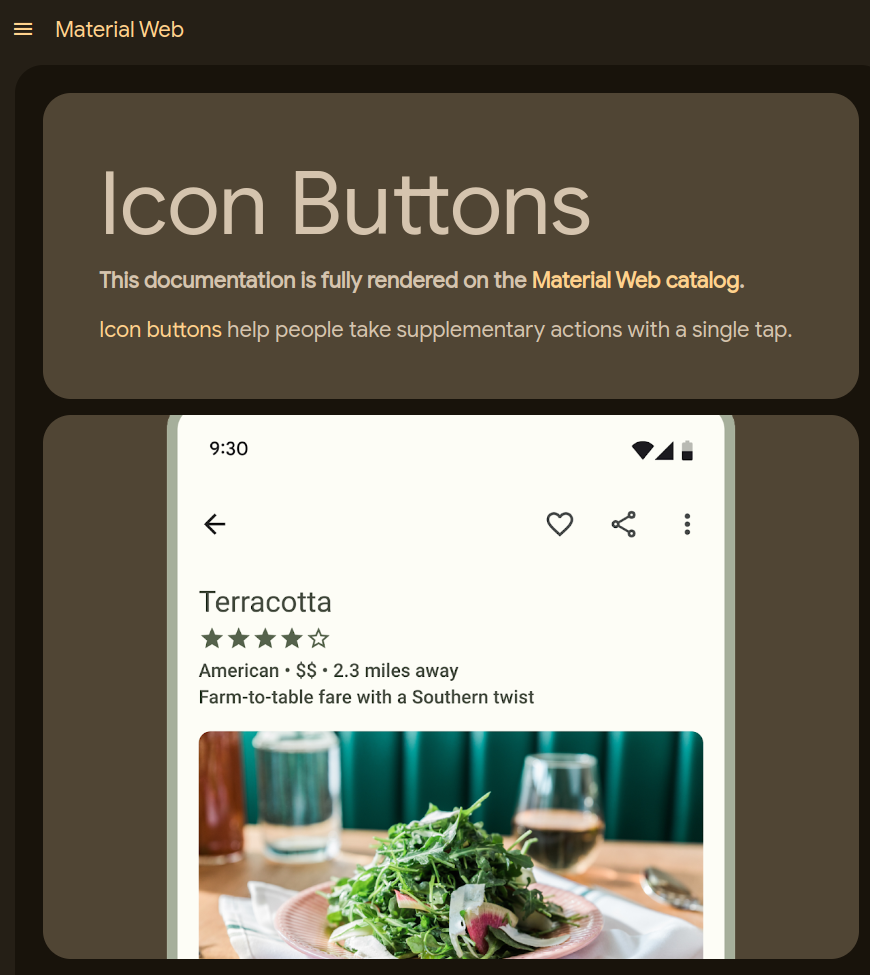 Material Web
Icon Buttons
This documentation is fully rendered on the Material Web catalog.
Icon buttons help people take supplementary actions with a single tap.
9:30
Terracotta
American • $$ • 2.3 miles away
Farm-to-table fare with a Southern twist